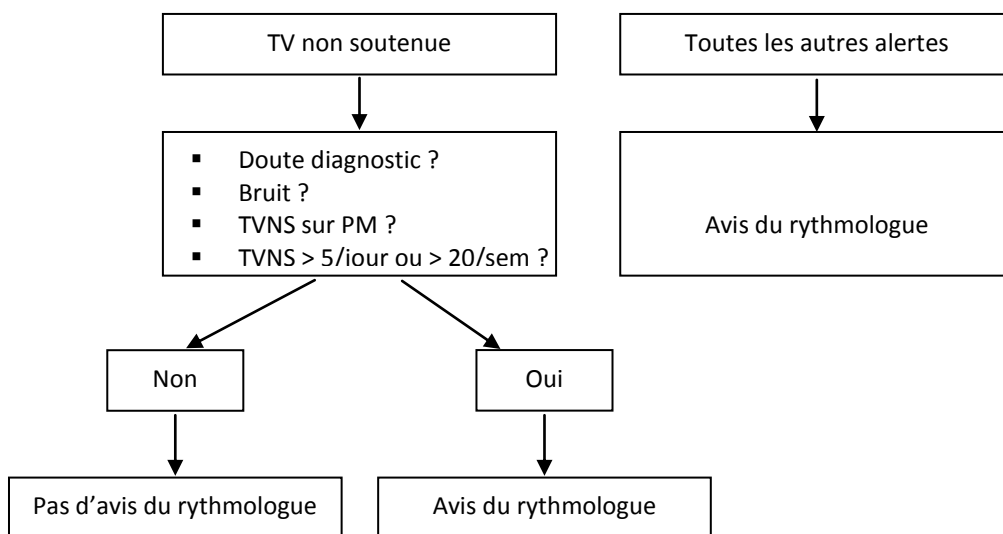 TV non soutenue
Toutes les autres alertes
▪ Doute diagnostic ?
▪ Bruit ?
▪ TVNS sur PM ?
▪ TVNS > 5/jour ou > 20/sem ?
Avis du rythmologue
Non
Oui
Pas d’avis du rythmologue
Avis du rythmologue